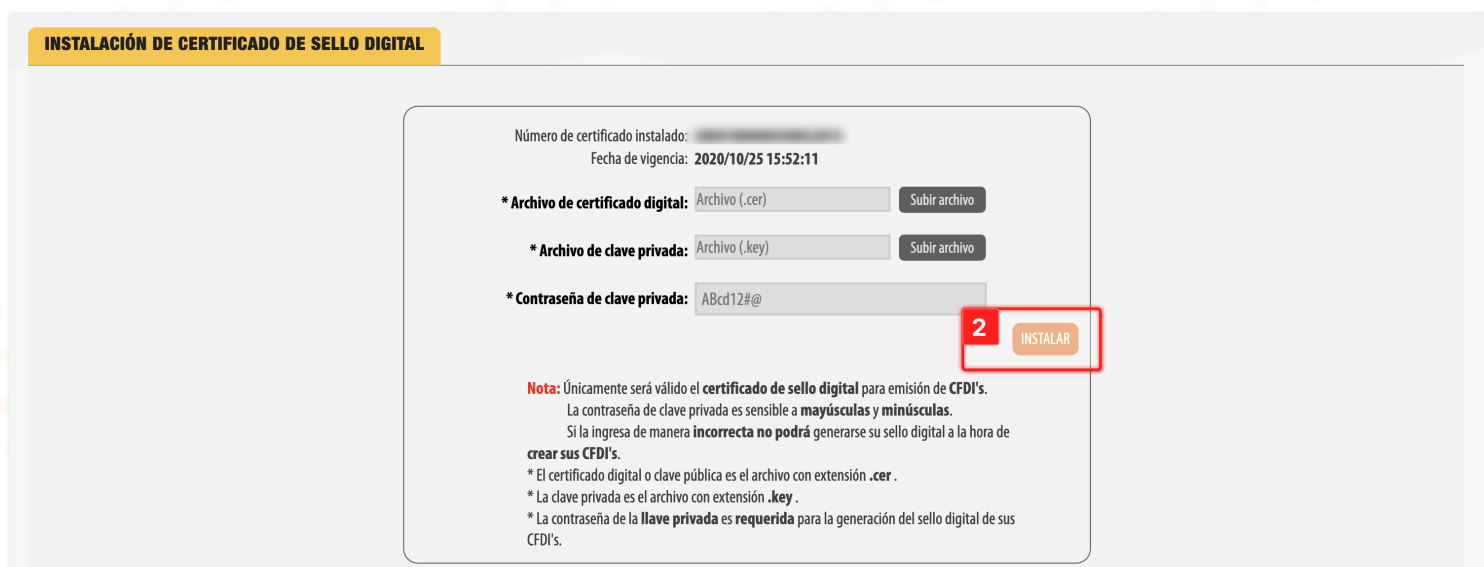 INSTALACIÓN DE CERTIFICADO DE SELLO DIGITAL
Número de certificado instalado:
Fecha de vigencia: 2020/10/25 15:52:11
* Archivo de certificado digital: Archivo (.cer) Subir archivo
* Archivo de clave privada: Archivo (.key) Subir archivo
* Contraseña de clave privada: ABcd12#@
2 INSTALAR
Nota: Únicamente será válido el certificado de sello digital para emisión de CFDI's.
La contraseña de clave privada es sensible a mayúsculas y minúsculas.
Si la ingresa de manera incorrecta no podrá generarse su sello digital a la hora de
crear sus CFDI's.
* El certificado digital o clave pública es el archivo con extensión .cer .
* La clave privada es el archivo con extensión .key .
* La contraseña de la llave privada es requerida para la generación del sello digital de sus
CFDI's.